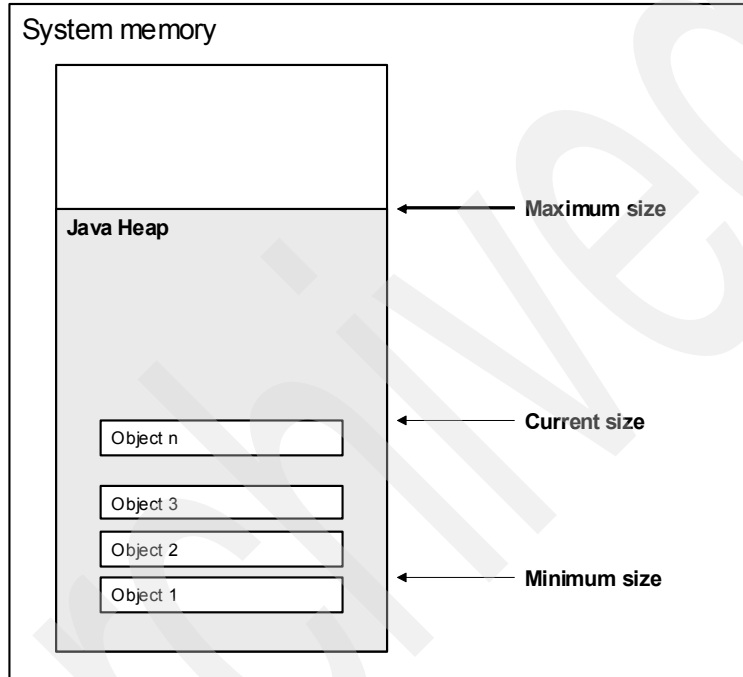 System memory
Maximum size
Java Heap
Current size
Object n
Object 3
Object 2
Minimum size
Object 1